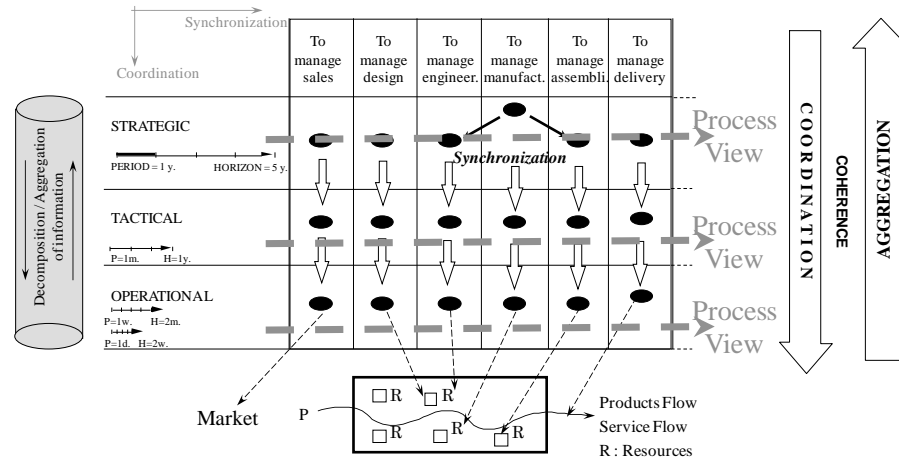 Synchronization
Coordination
To
manage
sales
To
manage
design
To
manage
engineer.
To
manage
manufact.
To
manage
assembli.
To
manage
delivery
Decomposition / Aggregation
of information
STRATEGIC
PERIOD = 1 y.
HORIZON = 5 y.
Synchronization
Process
View
TACTICAL
P=1m.
H=1y.
Process
View
OPERATIONAL
P=1w.
H=2m.
P=1d.
H=2w.
Process
View
COORDINATION
COHERENCE
AGGREGATION
Market
P
R
R
R
R
R
Products Flow
Service Flow
R : Resources